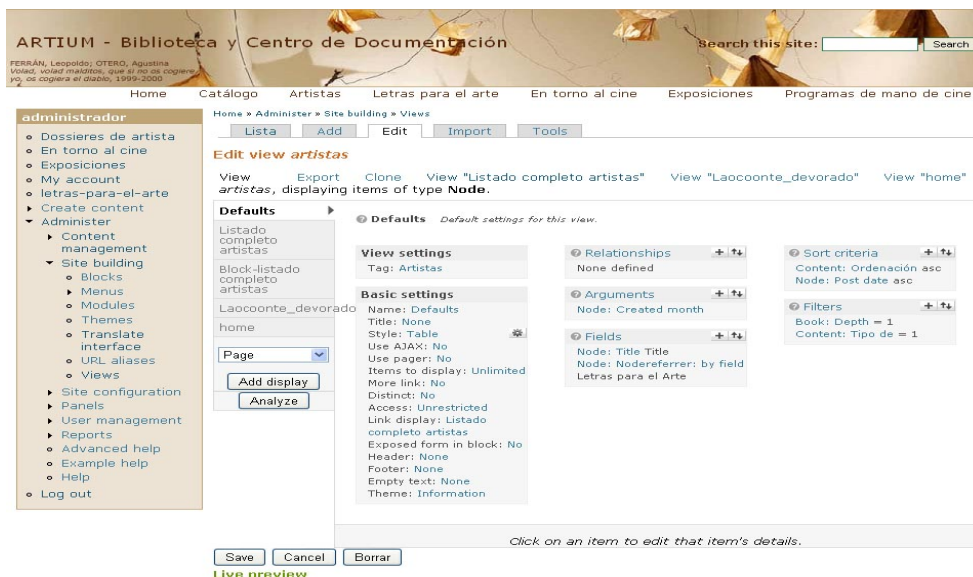 ARTIUM - Biblioteca y Centro de Documentación
Search this site:
Search
FERRÁN, Leopoldo; OTERO, Agustina
Volad, volad malditos, que si no os cogiere
yo, os cogiera el diablo, 1999-2000
Home Catálogo Artistas Letras para el arte En torno al cine Exposiciones Programas de mano de cine
administrador
Dossieres de artista
En torno al cine
Exposiciones
My account
letras-para-el-arte
Create content
Administer
Content
management
Site building
Blocks
Menus
Modules
Themes
Translate
interface
URL aliases
Views
Site configuration
Panels
User management
Reports
Advanced help
Example help
Help
Log out
Home » Administer » Site building » Views
Lista Add Edit Import Tools
Edit view artistas
View Export Clone View "Listado completo artistas" View "Laocoonte_devorado" View "home"
artistas, displaying items of type Node.
Defaults
Listado
completo
artistas
Block-listado
completo
artistas
Laocoonte_devorado
home
Page
Add display
Analyze
Defaults Default settings for this view.
View settings
Tag: Artistas
Basic settings
Name: Defaults
Title: None
Style: Table
Use AJAX: No
Use pager: No
Items to display: Unlimited
More link: No
Distinct: No
Access: Unrestricted
Link display: Listado
completo artistas
Exposed form in block: No
Header: None
Footer: None
Empty text: None
Theme: Information
Relationships
None defined
Arguments
Node: Created month
Fields
Node: Title Title
Node: Nodereferrer: by field
Letras para el Arte
Sort criteria
Content: Ordenación asc
Node: Post date asc
Filters
Book: Depth = 1
Content: Tipo de = 1
Click on an item to edit that item's details.
Save Cancel Borrar
Live preview